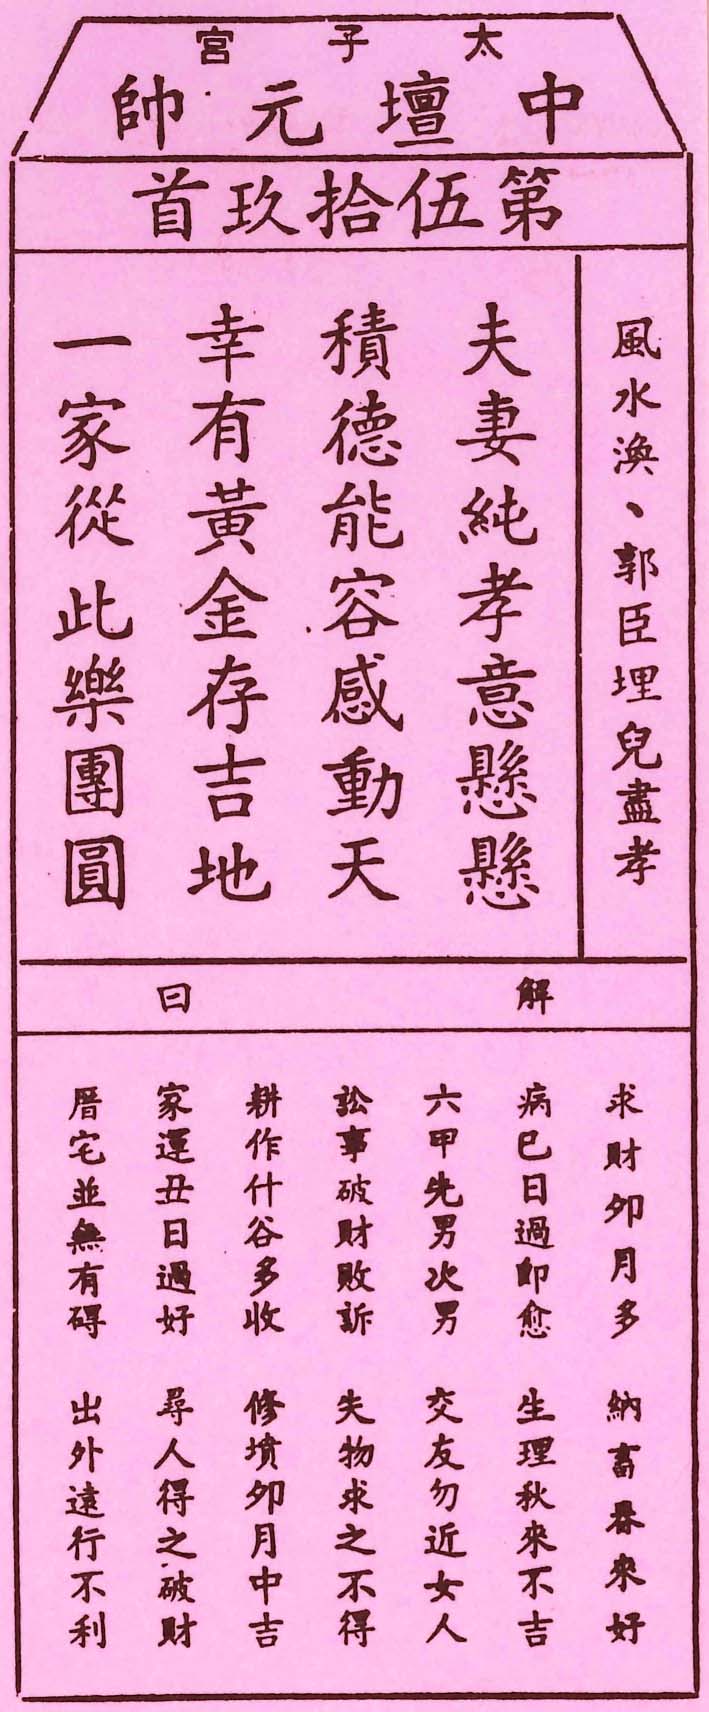 太子宮
中壇元帥
第伍拾玖首
風水渙、郭臣埋兒盡孝
夫妻純孝意懸懸
積德能容感動天
幸有黃金存吉地
一家從此樂團圓
解曰
求財卯月多
納畜春來好
病巳日過即愈
生理秋來不吉
六甲先男次男
交友勿近女人
訟事破財敗訴
失物求之不得
耕作什谷多收
修墳卯月中吉
家運丑日過好
尋人得之破財
厝宅並無有碍
出外遠行不利